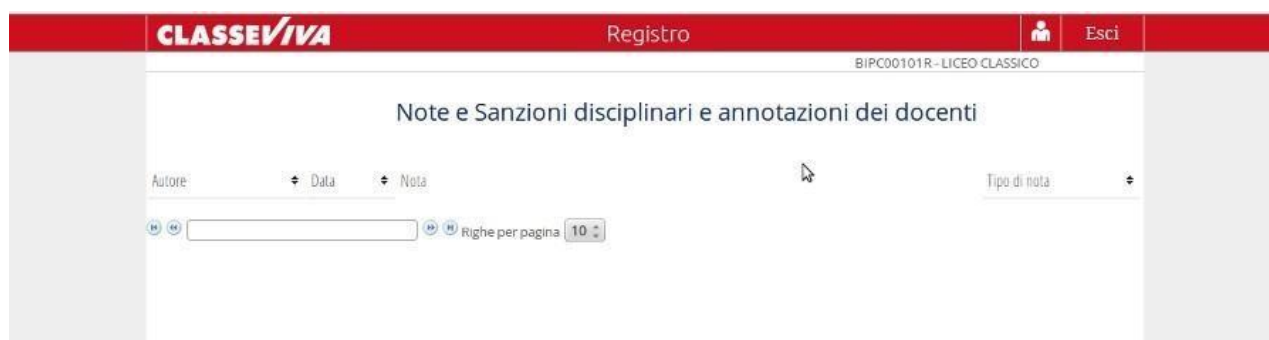 CLASSEVIVA Registro Esci
BIPC00101R - LICEO CLASSICO
Note e Sanzioni disciplinari e annotazioni dei docenti
Autore Data Nota Tipo di nota
Righe per pagina 10